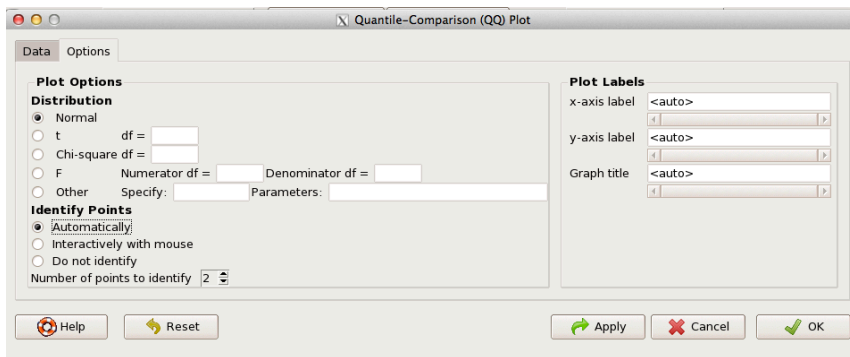 Quantile-Comparison (QQ) Plot
Data Options
Plot Options
Distribution
Normal
t df =
Chi-square df =
F Numerator df = Denominator df =
Other Specify: Parameters:
Identify Points
Automatically
Interactively with mouse
Do not identify
Number of points to identify 2
Plot Labels
x-axis label <auto>
y-axis label <auto>
Graph title <auto>
Help Reset Apply Cancel OK